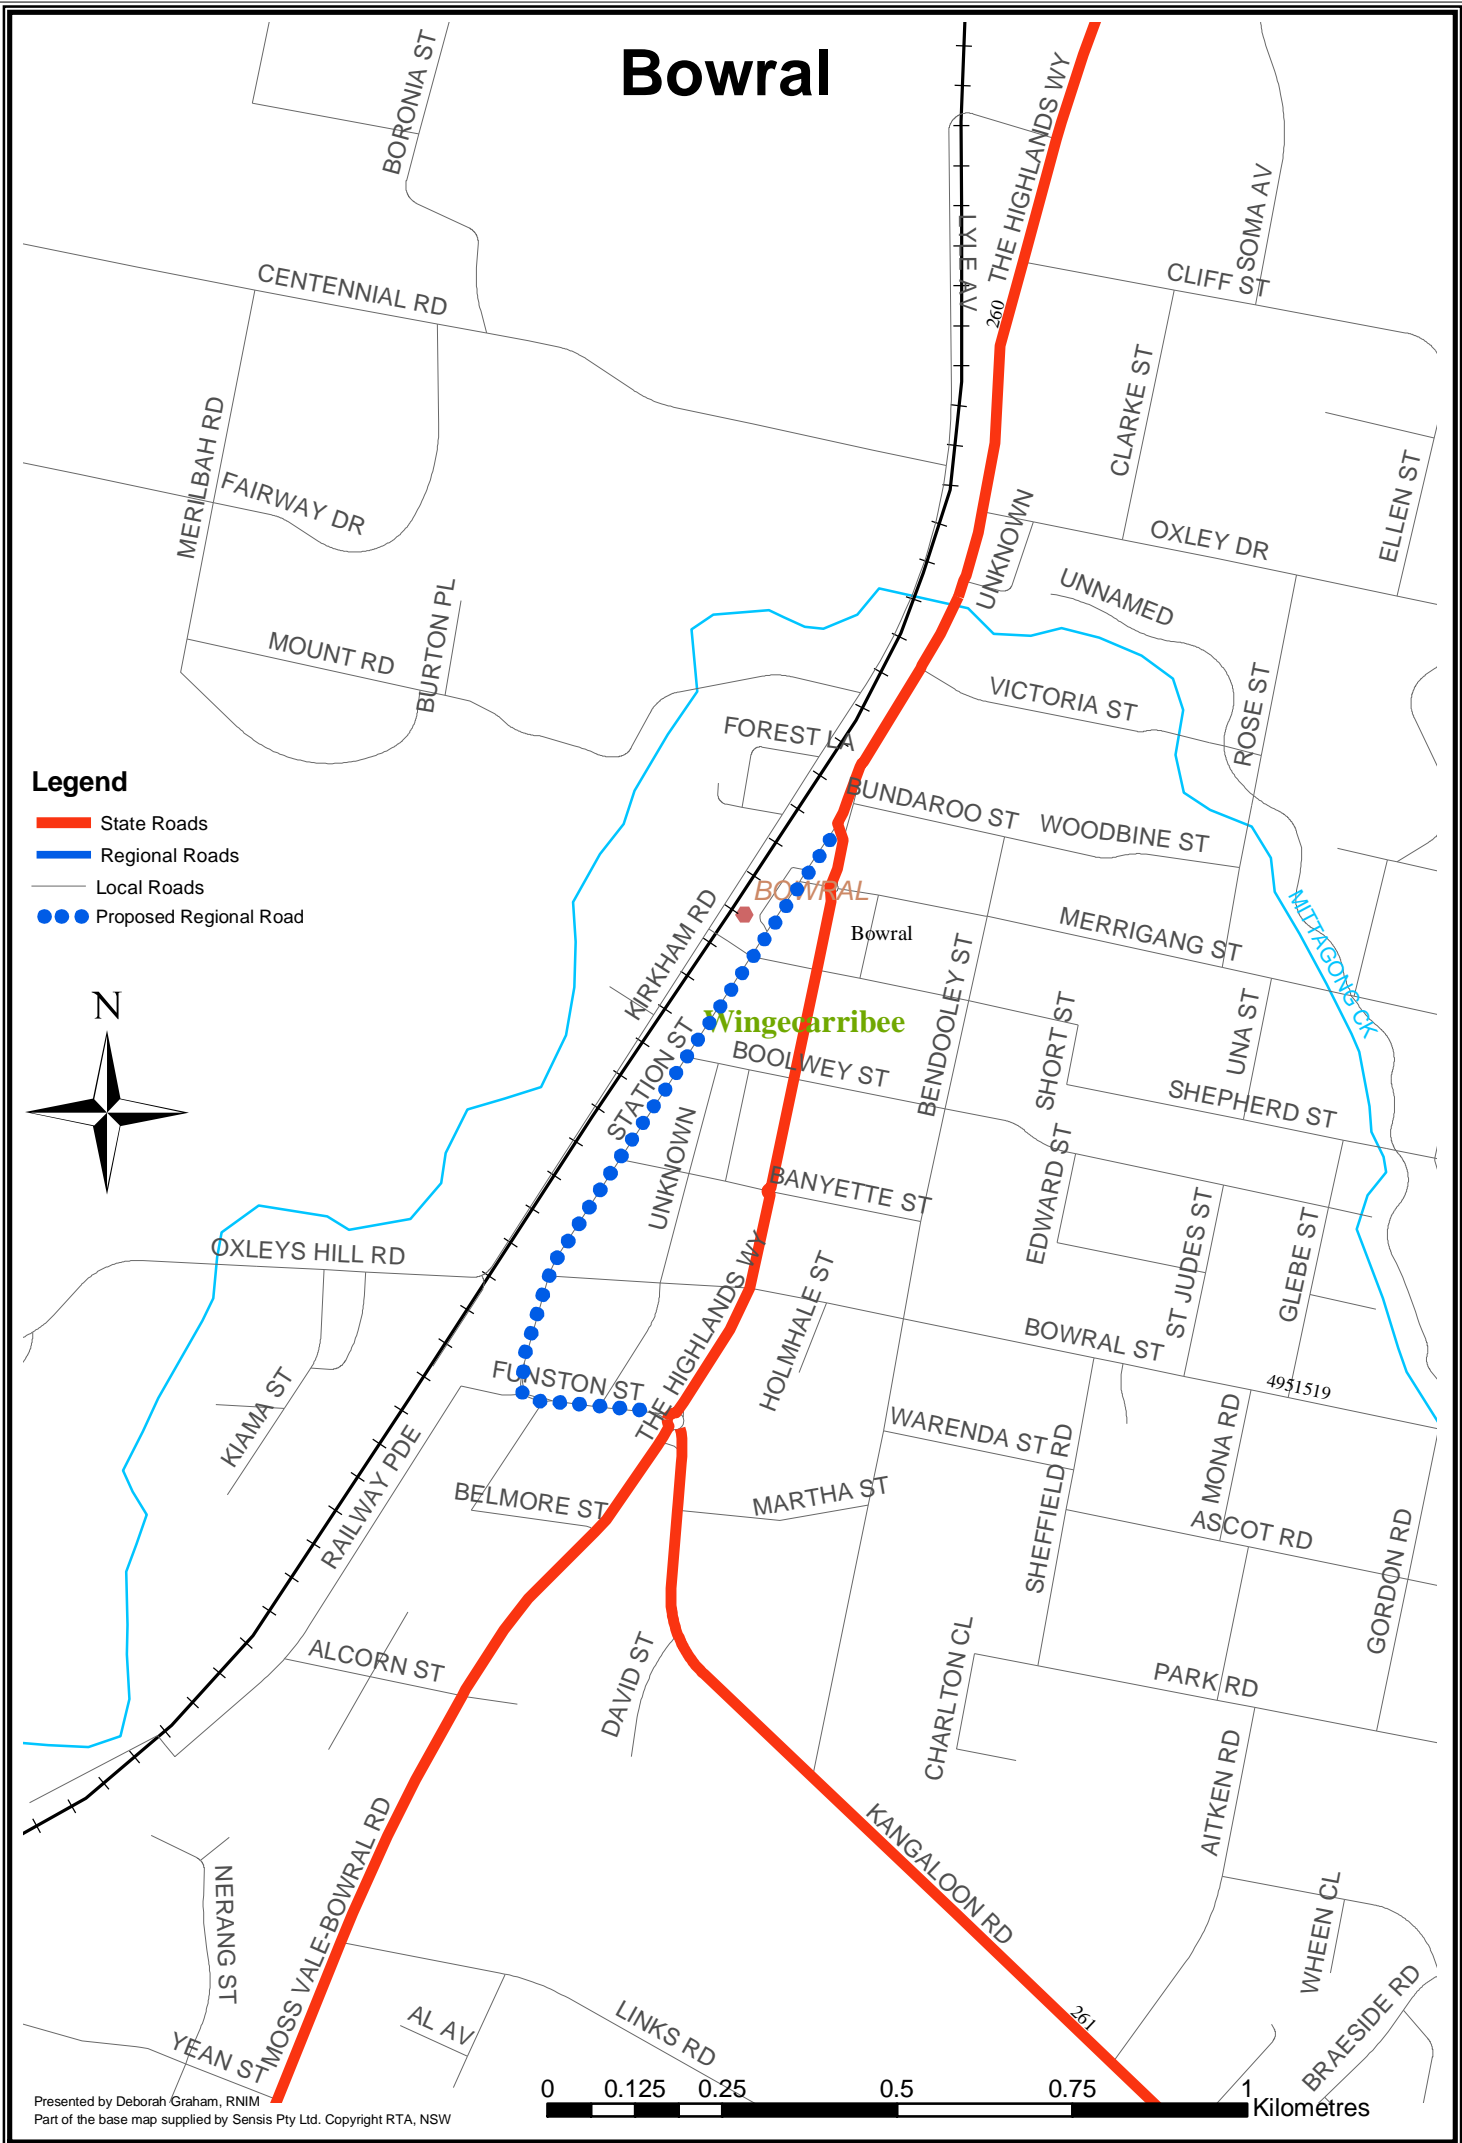 Bowral
BORONIA ST
THE HIGHLANDS WY
LYLE AV
260
SOMA AV
CLIFF ST
CENTENNIAL RD
CLARKE ST
MERILBAH RD
FAIRWAY DR
ELLEN ST
UNKNOWN
OXLEY DR
UNNAMED
BURTON PL
MOUNT RD
VICTORIA ST
ROSE ST
FOREST LA
BUNDAROO ST
WOODBINE ST
Legend
State Roads
Regional Roads
Local Roads
Proposed Regional Road
BOWRAL
Bowral
KIRKHAM RD
MERRIGANG ST
MITTAGONG CK
BENDOOLEY ST
N
Wingecarribee
STATION ST
BOOLWEY ST
SHORT ST
UNA ST
SHEPHERD ST
UNKNOWN
BANYETTE ST
EDWARD ST
ST JUDES ST
GLEBE ST
OXLEYS HILL RD
THE HIGHLANDS WY
HOLMHALE ST
BOWRAL ST
4951519
FUNSTON ST
KIAMA ST
RAILWAY PDE
WARENDA ST
SHEFFIELD RD
MONA RD
BELMORE ST
MARTHA ST
ASCOT RD
GORDON RD
ALCORN ST
DAVID ST
CHARLTON CL
PARK RD
AITKEN RD
MOSS VALE-BOWRAL RD
KANGALOON RD
NERANG ST
WHEEN CL
261
BRAESIDE RD
AL AV
LINKS RD
YEAN ST
Presented by Deborah Graham, RNIM
Part of the base map supplied by Sensis Pty Ltd. Copyright RTA, NSW
0 0.125 0.25 0.5 0.75 1
Kilometres